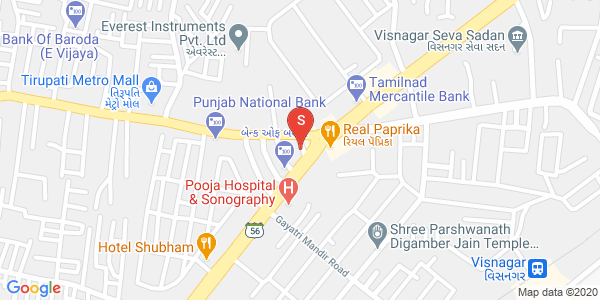 Everest Instruments
Pvt. Ltd
એવરેસ્ટ...
Bank Of Baroda
(E Vijaya)
Visnagar Seva Sadan
વિસનગર સેવા સદન
Tirupati Metro Mall
તિરૂપતિ
મેટ્રો મોલ
Tamilnad
Mercantile Bank
Punjab National Bank
S
બેન્ક ઓફ બ
Real Paprika
રિયલ પૅપ્રિકા
Pooja Hospital
& Sonography
H
56
Gayatri Mandir Road
Hotel Shubham
Shree Parshwanath
Digamber Jain Temple...
Visnagar
વિસનગર
Map data ©2020